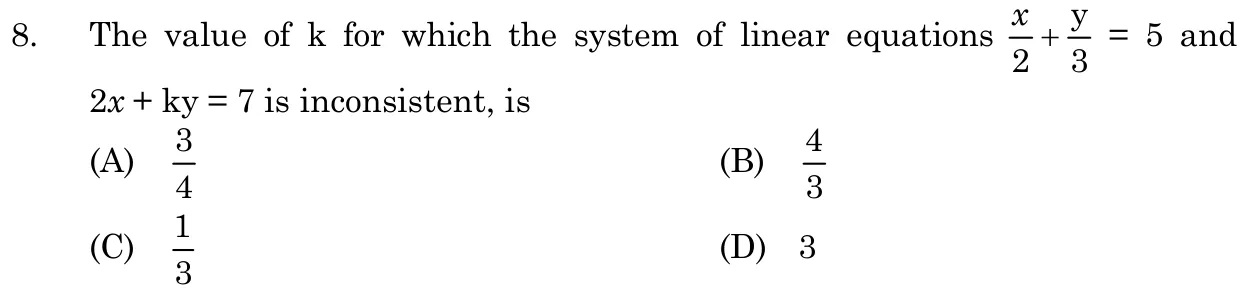 8. The value of k for which the system of linear equations x/2 + y/3 = 5 and
2x + ky = 7 is inconsistent, is
(A) 3/4 (B) 4/3
(C) 1/3 (D) 3